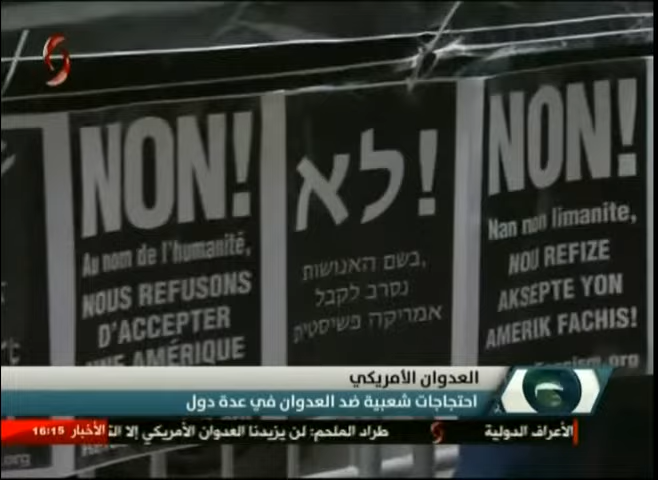 NON!
Au nom de l'humanité,
NOUS REFUSONS
D'ACCEPTER
UNE AMÉRIQUE
לא!
בשם האנושות,
נסרב לקבל
אמריקה פשיסטית
NON!
Nan non limanite,
NOU REFIZE
AKSEPTE YON
AMERIK FACHIS!
العدوان الأمريكي
احتجاجات شعبية ضد العدوان في عدة دول
الأعراف الدولية
طراد الملحم: لن يزيدنا العدوان الأمريكي إلا
الأخبار 16:15